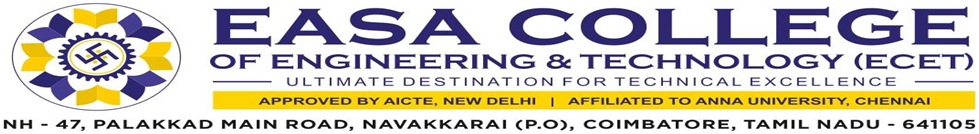 EASA COLLEGE
OF ENGINEERING & TECHNOLOGY (ECET)
ULTIMATE DESTINATION FOR TECHNICAL EXCELLENCE
APPROVED BY AICTE, NEW DELHI | AFFILIATED TO ANNA UNIVERSITY, CHENNAI
NH - 47, PALAKKAD MAIN ROAD, NAVAKKARAI (P.O), COIMBATORE, TAMIL NADU - 641105